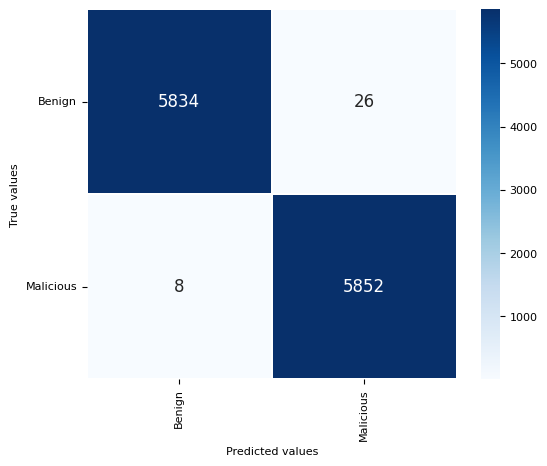 5000
Benign
5834
26
4000
True values
3000
Malicious
8
5852
2000
1000
Benign
Malicious
Predicted values